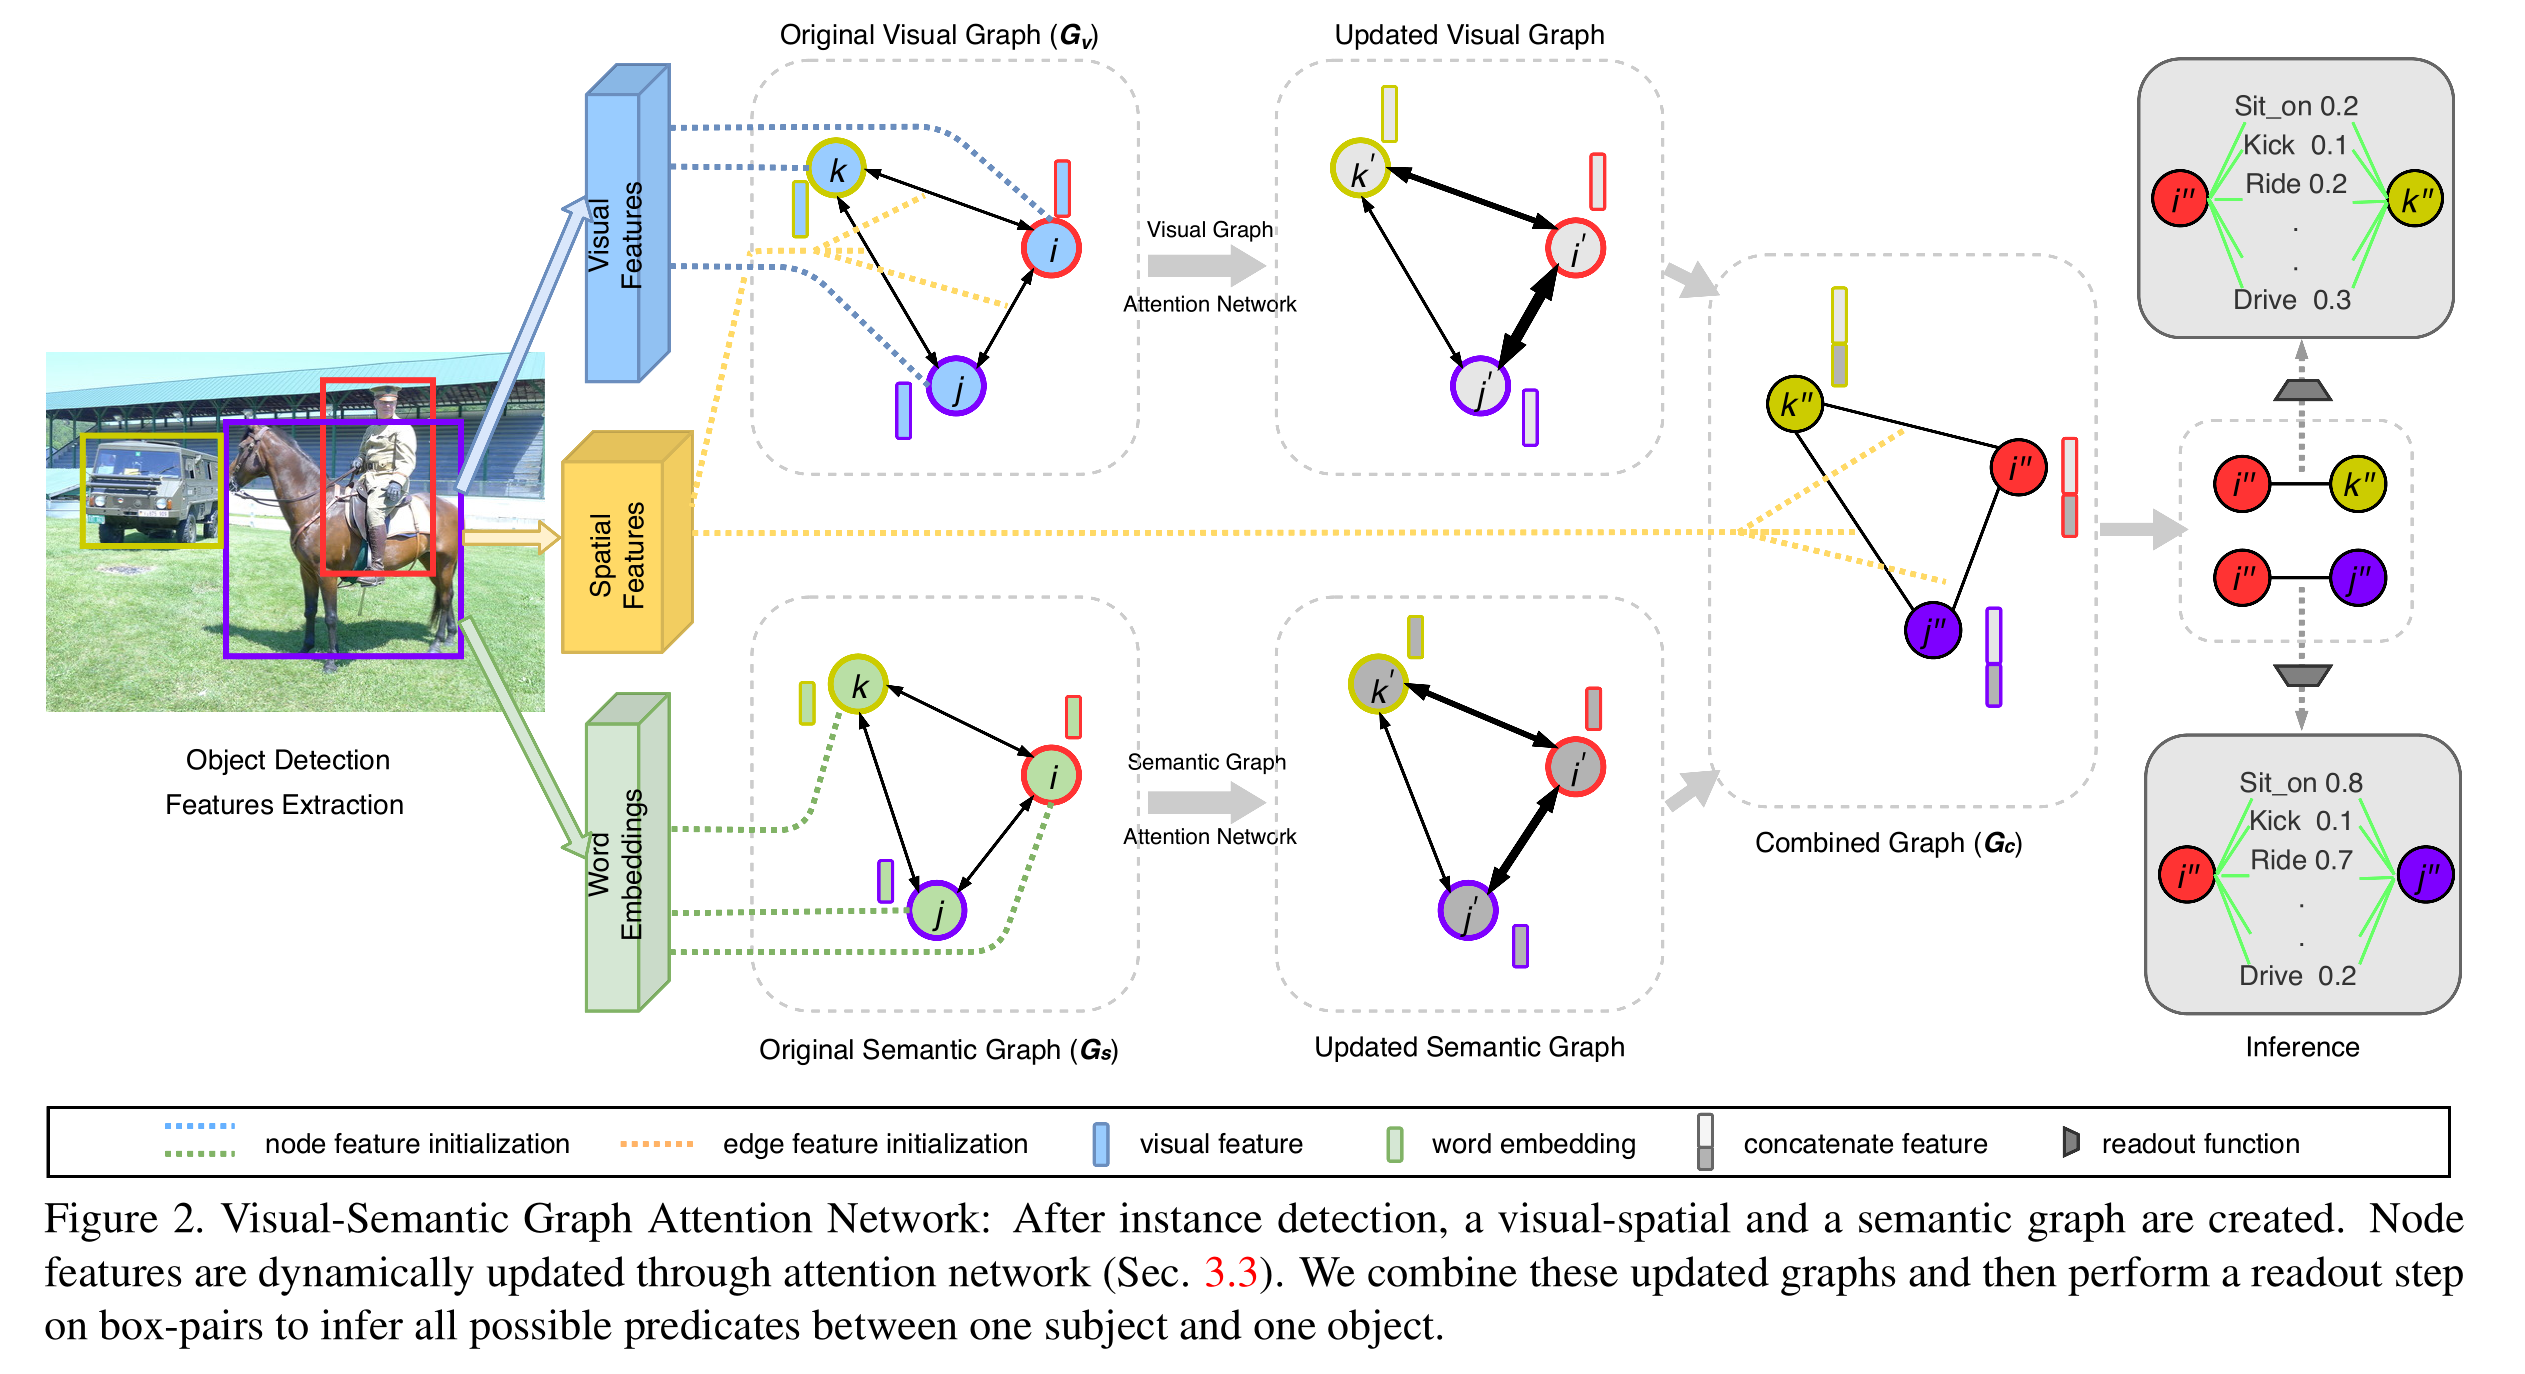 Original Visual Graph (Gv)
Updated Visual Graph
Visual
Features
k
i
j
Visual Graph
Attention Network
k'
i'
j'
Sit_on 0.2
Kick 0.1
Ride 0.2
.
.
Drive 0.3
i"
k"
Spatial
Features
k"
i"
j"
i"
k"
i"
j"
Object Detection
Features Extraction
Word
Embeddings
k
i
j
Semantic Graph
Attention Network
k'
i'
j'
Combined Graph (Gc)
Sit_on 0.8
Kick 0.1
Ride 0.7
.
.
Drive 0.2
i"
j"
Original Semantic Graph (Gs)
Updated Semantic Graph
Inference
node feature initialization
edge feature initialization
visual feature
word embedding
concatenate feature
readout function
Figure 2. Visual-Semantic Graph Attention Network: After instance detection, a visual-spatial and a semantic graph are created. Node
features are dynamically updated through attention network (Sec. 3.3). We combine these updated graphs and then perform a readout step
on box-pairs to infer all possible predicates between one subject and one object.